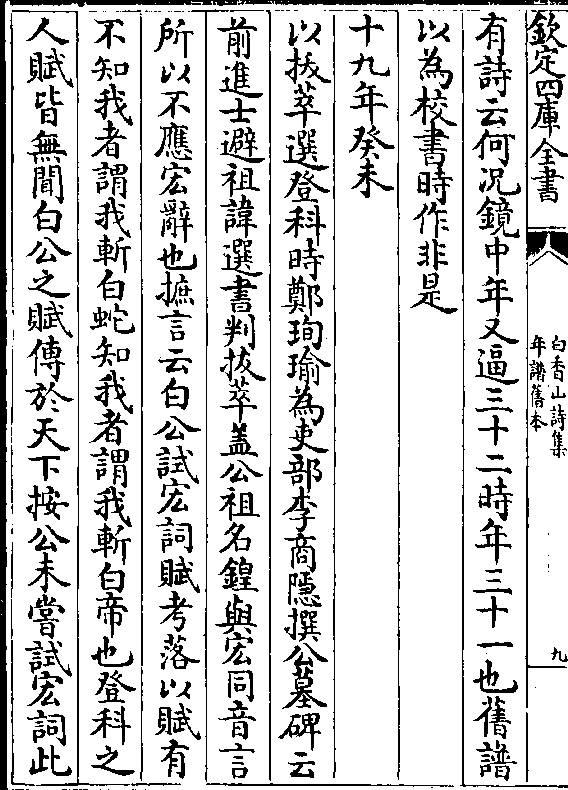 欽定四庫全書
白香山詩集
年譜舊本
九
有詩云何况鏡中年又逼三十二時年三十一也舊譜
以為校書時作非是
十九年癸未
以拔萃選登科時鄭珣瑜為吏部李商隱撰公墓碑云
前進士避祖諱選書判拔萃盖公祖名鍠與宏同音言
所以不應宏辭也摭言云白公試宏詞賦考落以賦有
不知我者謂我斬白蛇知我者謂我斬白帝也登科之
人賦皆無聞白公之賦傳於天下按公未嘗試宏詞此